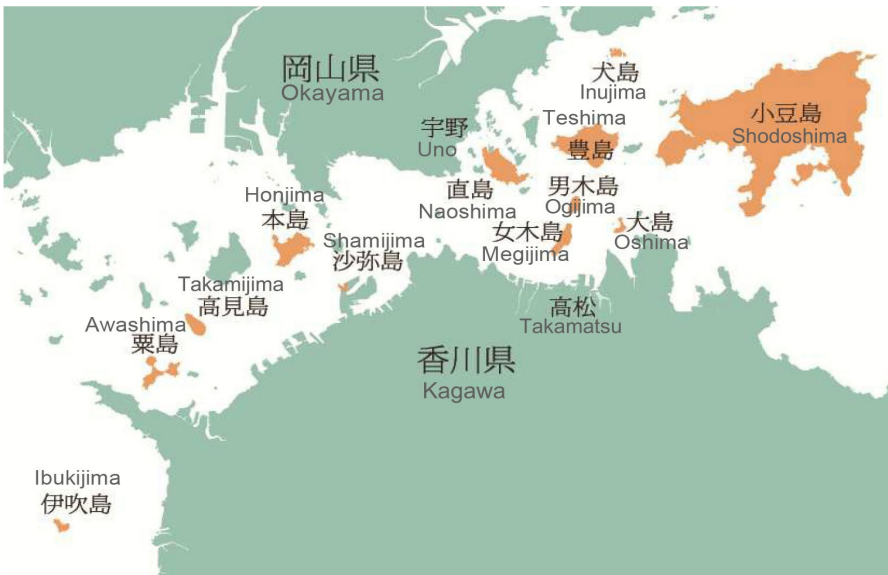 岡山県
Okayama
犬島
Inujima
小豆島
Shodoshima
Teshima
豊島
宇野
Uno
直島
Naoshima
男木島
Ogijima
女木島
Megijima
大島
Oshima
Honjima
本島
Shamijima
沙弥島
Takamijima
高見島
Awashima
粟島
高松
Takamatsu
香川県
Kagawa
Ibukijima
伊吹島